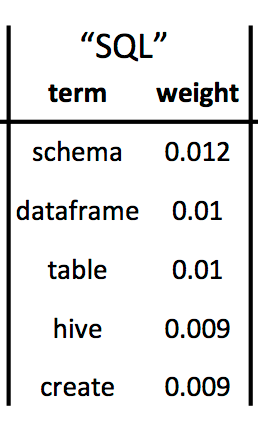 “SQL”
term weight
schema 0.012
dataframe 0.01
table 0.01
hive 0.009
create 0.009